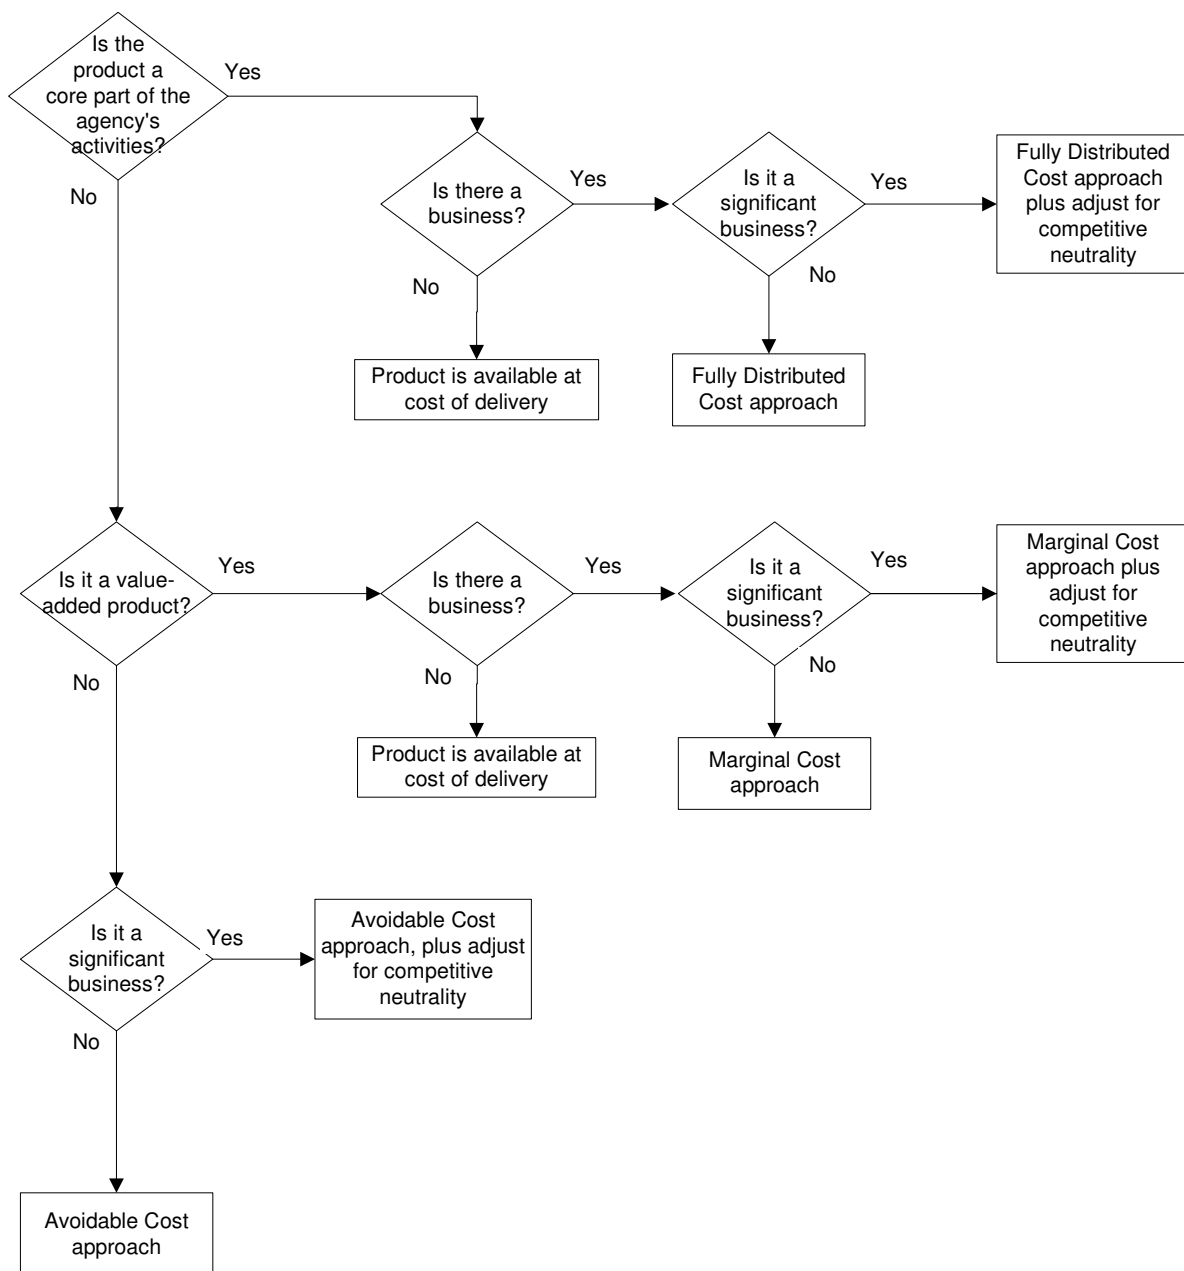 Is the
product a
core part of the
agency's
activities?
Yes
No
Is there a
business?
Yes
No
Is it a
significant
business?
Yes
No
Fully Distributed
Cost approach
plus adjust for
competitive
neutrality
Product is available at
cost of delivery
Fully Distributed
Cost approach
Is it a value-
added product?
Yes
No
Is there a
business?
Yes
No
Is it a
significant
business?
Yes
No
Marginal Cost
approach plus
adjust for
competitive
neutrality
Product is available at
cost of delivery
Marginal Cost
approach
Is it a
significant
business?
Yes
No
Avoidable Cost
approach, plus adjust
for competitive
neutrality
Avoidable Cost
approach